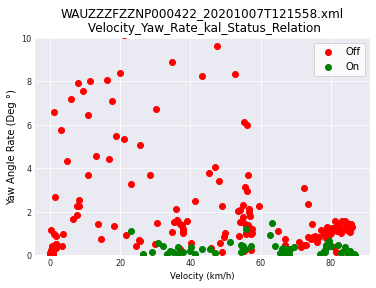 WAUZZZFZZNP000422_20201007T121558.xml
Velocity_Yaw_Rate_kal_Status_Relation
10
8
6
4
2
0
Yaw Angle Rate (Deg °)
Off
On
0
20
40
60
80
Velocity (km/h)